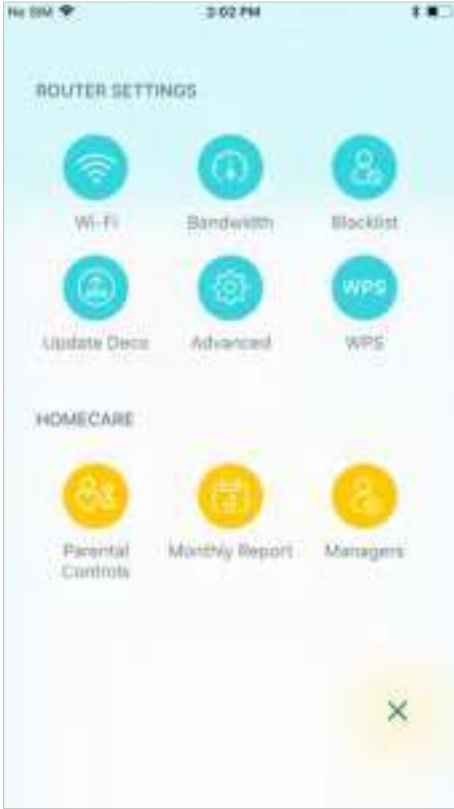 No SIM 2:02 PM
ROUTER SETTINGS
Wi-Fi Bandwidth Blacklist
WPS
Update Deco Advanced WPS
HOMECARE
Parental Controls Monthly Report Managers